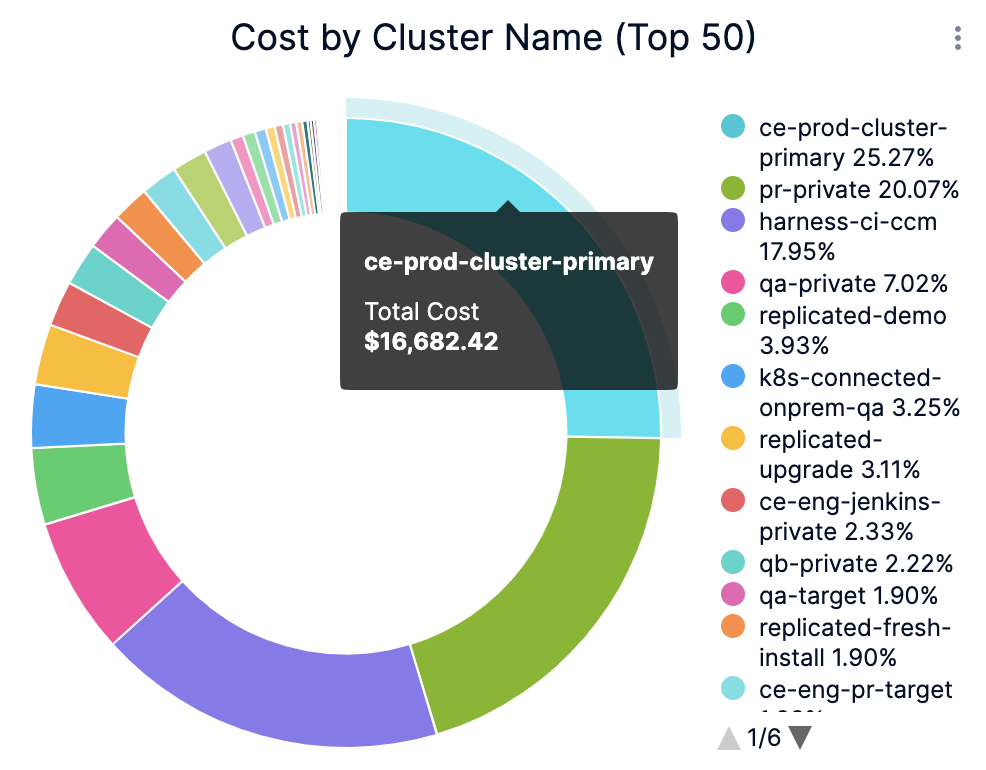 Cost by Cluster Name (Top 50)
ce-prod-cluster-primary
Total Cost
$16,682.42
ce-prod-cluster-
primary 25.27%
pr-private 20.07%
harness-ci-ccm
17.95%
qa-private 7.02%
replicated-demo
3.93%
k8s-connected-
onprem-qa 3.25%
replicated-
upgrade 3.11%
ce-eng-jenkins-
private 2.33%
qb-private 2.22%
qa-target 1.90%
replicated-fresh-
install 1.90%
ce-eng-pr-target
1/6